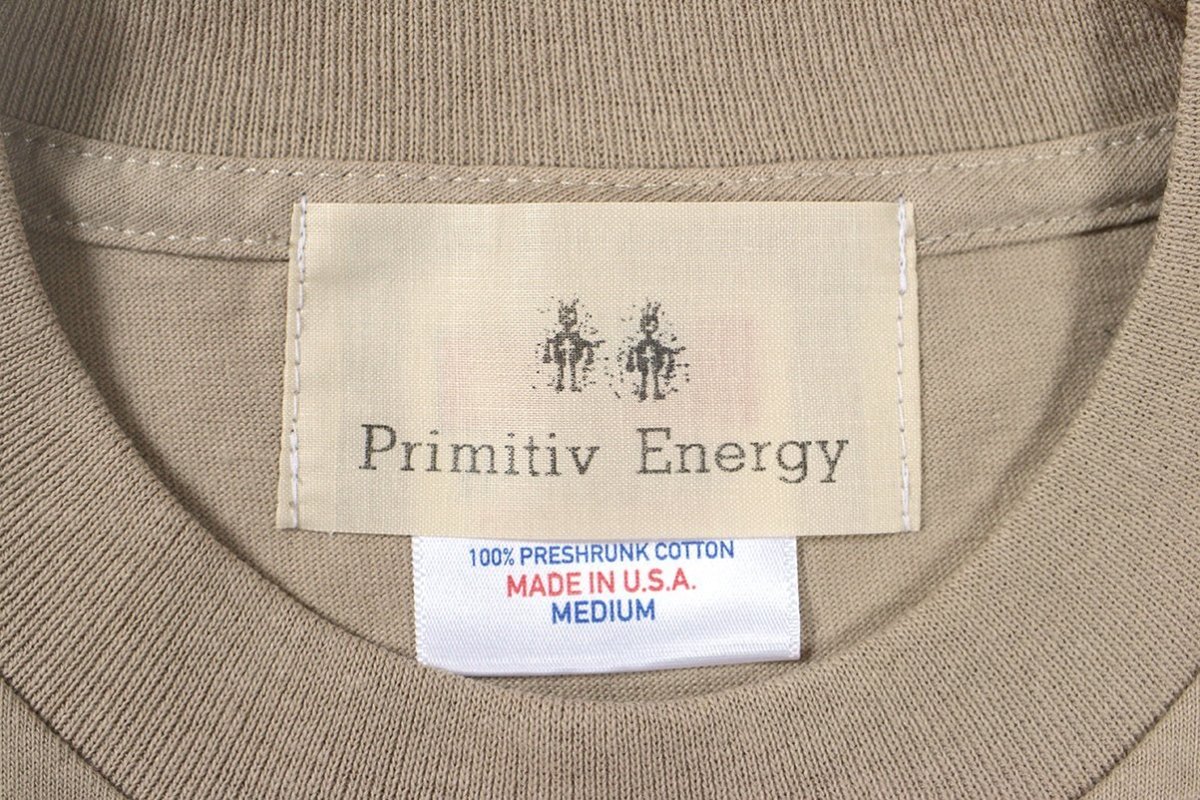 Primitiv Energy
100% PRESHRUNK COTTON
MADE IN U.S.A.
MEDIUM